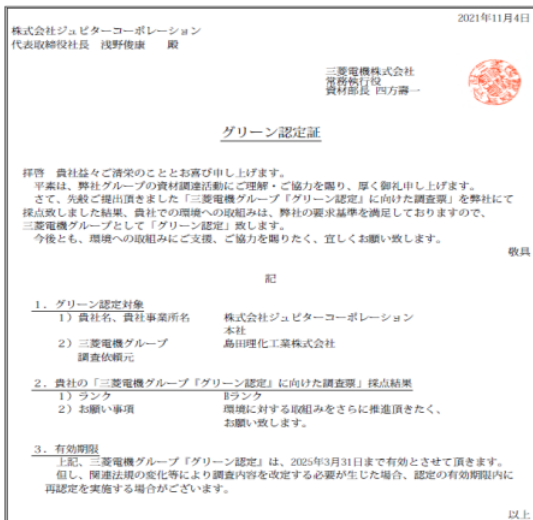 2021年11月4日
株式会社ジュピターコーポレーション
代表取締役社長 浅野俊康 殿
三菱電機株式会社
常務執行役
資材部長 四方壽一
グリーン認定証
拝啓 貴社益々ご清栄のこととお喜び申し上げます。
平素は、弊社グループの資材調達活動にご理解・ご協力を賜り、厚く御礼申し上げます。
さて、先般ご提出頂きました「三菱電機グループ『グリーン認定』に向けた調査票」を弊社にて
採点致しました結果、貴社での環境への取組みは、弊社の要求基準を満足しておりますので、
三菱電機グループとして「グリーン認定」致します。
今後とも、環境への取組みにご支援、ご協力を賜りたく、宜しくお願い致します。
敬具
記
1．グリーン認定対象
1）貴社名、貴社事業所名 株式会社ジュピターコーポレーション
本社
2）三菱電機グループ 島田理化工業株式会社
調査依頼元
2．貴社の「三菱電機グループ『グリーン認定』に向けた調査票」採点結果
1）ランク Bランク
2）お願い事項 環境に対する取組みをさらに推進頂きたく、
お願い致します。
3．有効期限
上記、三菱電機グループ『グリーン認定』は、2025年3月31日まで有効とさせて頂きます。
但し、関連法規の変化等により調査内容を改定する必要が生じた場合、認定の有効期限内に
再認定を実施する場合がございます。
以上